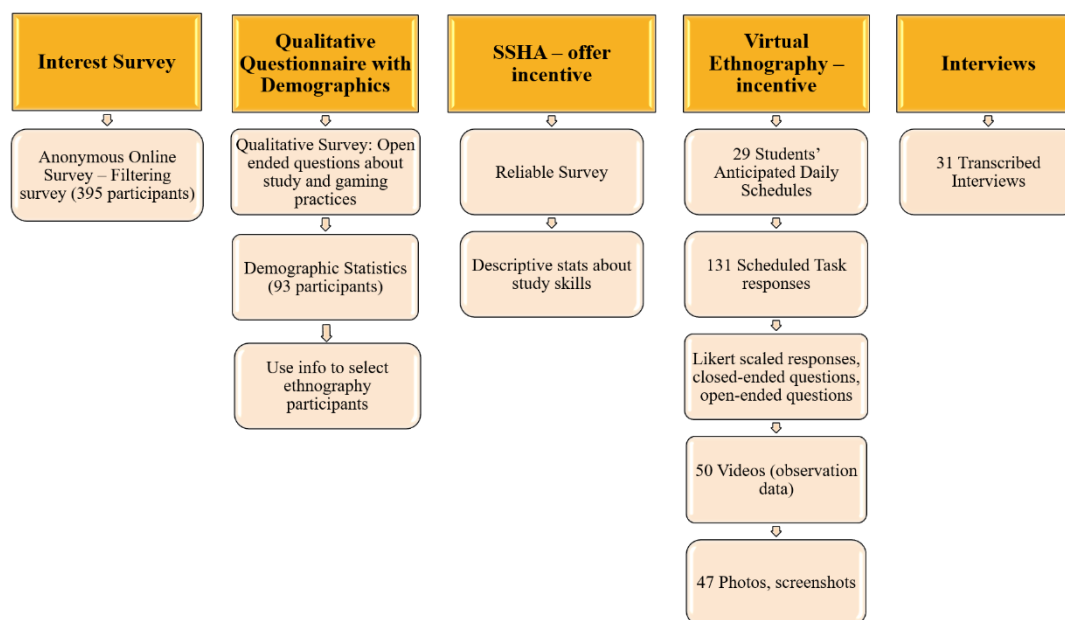 Interest Survey
Anonymous Online
Survey – Filtering
survey (395 participants)
Qualitative
Questionnaire with
Demographics
Qualitative Survey: Open
ended questions about
study and gaming
practices
Demographic Statistics
(93 participants)
Use info to select
ethnography
participants
SSHA – offer
incentive
Reliable Survey
Descriptive stats about
study skills
Virtual
Ethnography –
incentive
29 Students’
Anticipated Daily
Schedules
131 Scheduled Task
responses
Likert scaled responses,
closed-ended questions,
open-ended questions
50 Videos (observation
data)
47 Photos, screenshots
Interviews
31 Transcribed
Interviews